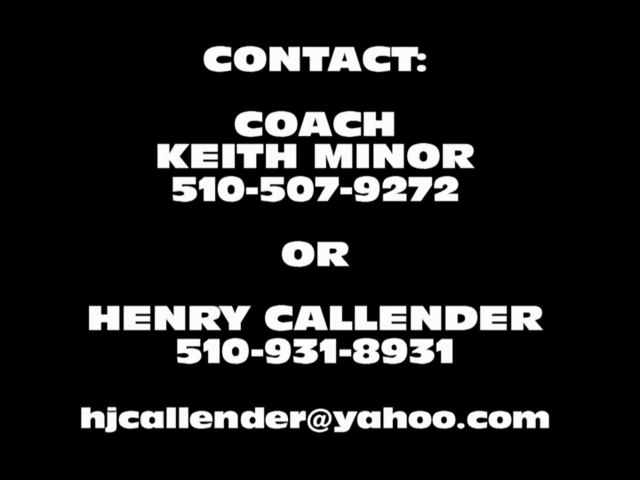 CONTACT:
COACH
KEITH MINOR
510-507-9272
OR
HENRY CALLENDER
510-931-8931
hjcallender@yahoo.com